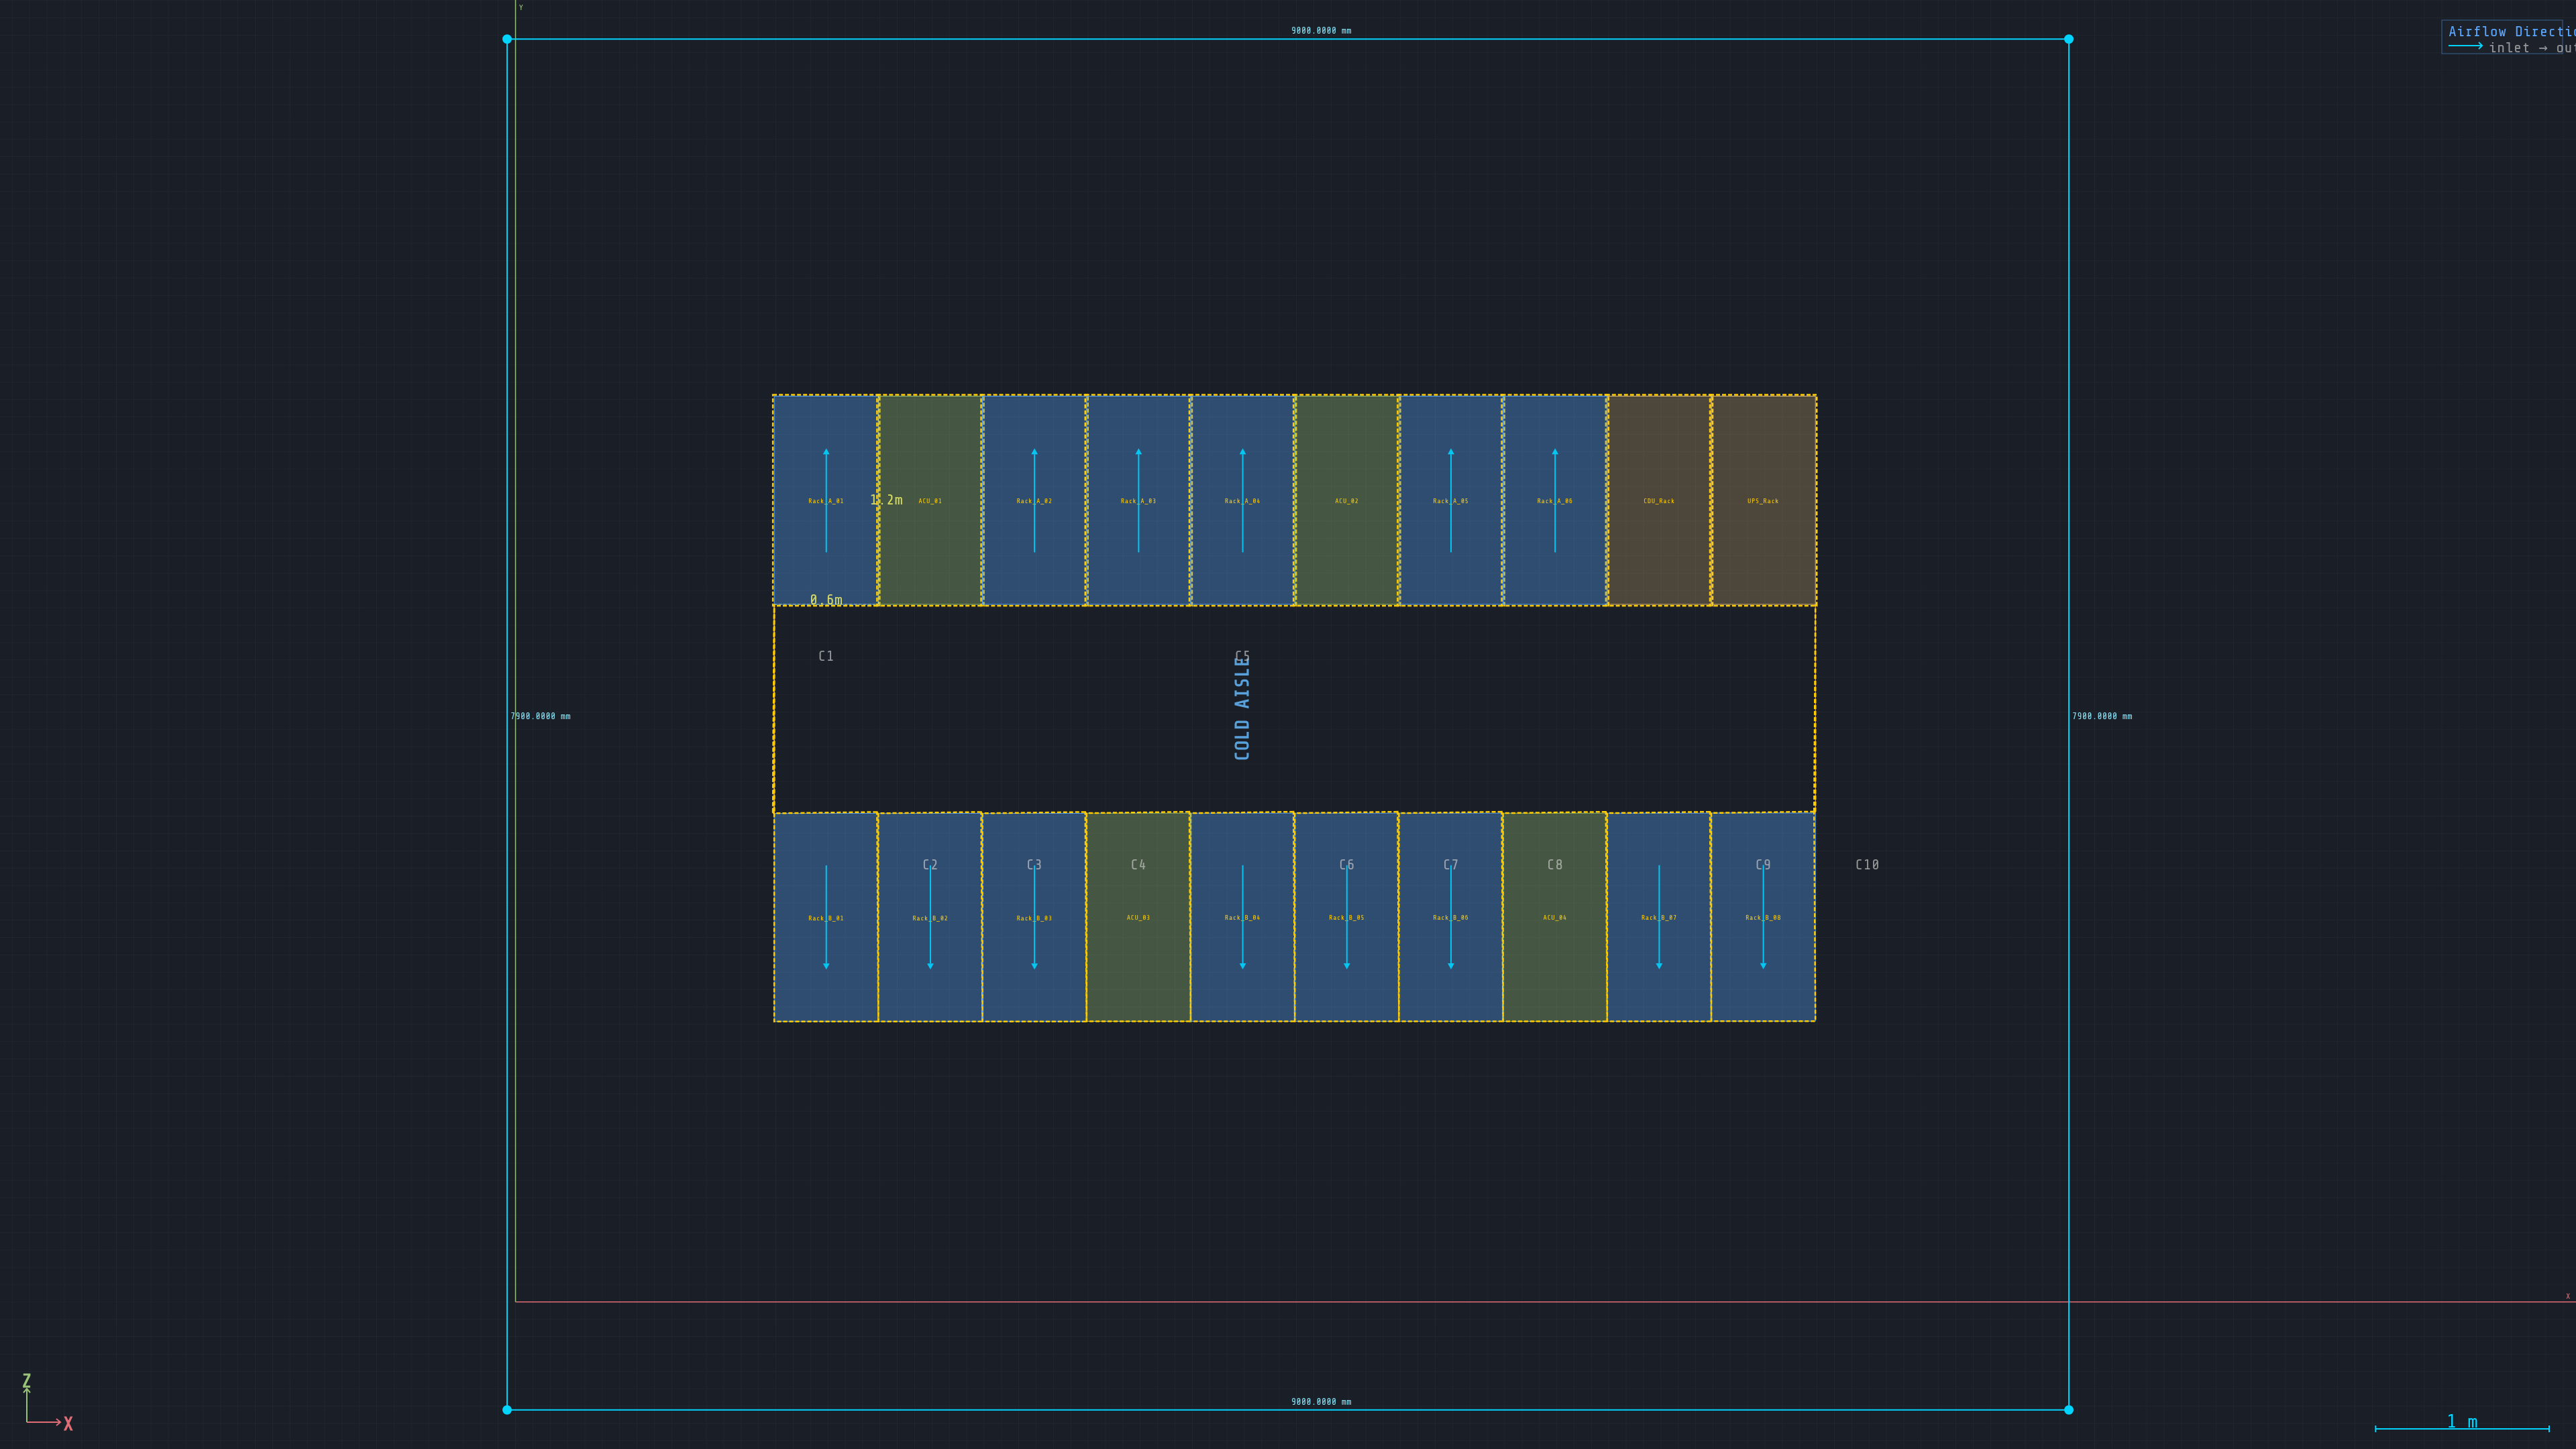 Y
9000.0000 mm
Airflow Directio
inlet → out
Rack_A_01
1.2m
ACU_01
Rack_A_02
Rack_A_03
Rack_A_04
ACU_02
Rack_A_05
Rack_A_06
CDU_Rack
UPS_Rack
0.6m
C1
C5
COLD AISLE
7900.0000 mm
7900.0000 mm
C2
C3
C4
C6
C7
C8
C9
C10
Rack_B_01
Rack_B_02
Rack_B_03
ACU_03
Rack_B_04
Rack_B_05
Rack_B_06
ACU_04
Rack_B_07
Rack_B_08
X
9000.0000 mm
Z
X
1 m